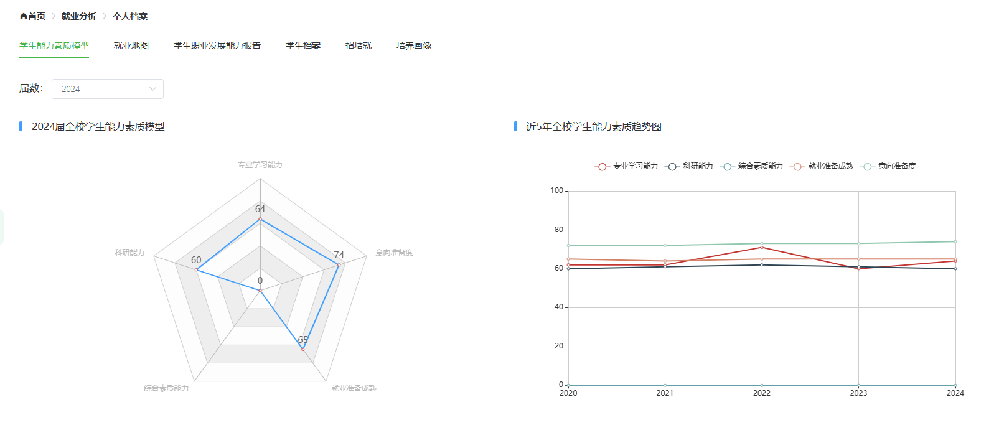 首页 > 就业分析 > 个人档案
学生能力素质模型 就业地图 学生职业发展能力报告 学生档案 招培就 培养画像
届数： 2024
2024届全校学生能力素质模型
专业学习能力
64
科研能力
60
74
意向准备度
0
65
综合素质能力
就业准备成熟
近5年全校学生能力素质趋势图
专业学习能力 科研能力 综合素质能力 就业准备成熟 意向准备度
100
80
60
40
20
0
2020 2021 2022 2023 2024